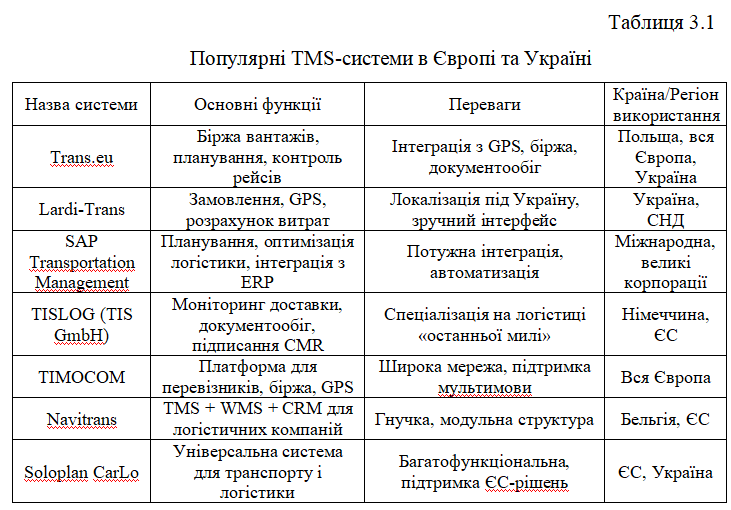 Таблиця 3.1
Популярні TMS-системи в Європі та Україні
Назва системи
Основні функції
Переваги
Країна/Регіон
використання
Trans.eu
Біржа вантажів,
планування, контроль
рейсів
Інтеграція з GPS, біржа,
документообіг
Польща, вся
Європа,
Україна
Lardi-Trans
Замовлення, GPS,
розрахунок витрат
Локалізація під Україну,
зручний інтерфейс
Україна,
СНД
SAP
Transportation
Management
Планування, оптимізація
логістики, інтеграція з
ERP
Потужна інтеграція,
автоматизація
Міжнародна,
великі
корпорації
TISLOG (TIS
GmbH)
Моніторинг доставки,
документообіг,
підписання CMR
Спеціалізація на логістиці
«останньої милі»
Німеччина,
ЄС
TIMOCOM
Платформа для
перевізників, біржа, GPS
Широка мережа, підтримка
мультимови
Вся Європа
Navitrans
TMS + WMS + CRM для
логістичних компаній
Гнучка, модульна структура
Бельгія, ЄС
Soloplan CarLo
Універсальна система
для транспорту і
логістики
Багатофункціональна,
підтримка ЄС-рішень
ЄС, Україна